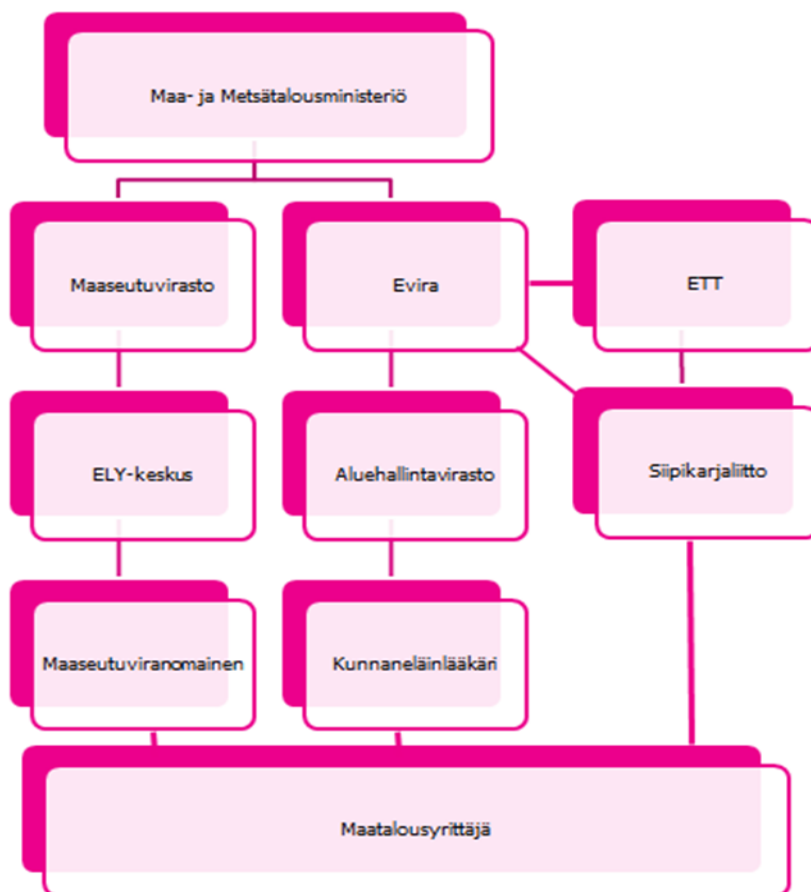 Maa- ja Metsätalousministeriö
Maaseutuvirasto
Evira
ETT
ELY-keskus
Aluehallintavirasto
Siipikarjaliitto
Maaseutuviranomainen
Kunnaneläinlääkäri
Maatalousyrittäjä